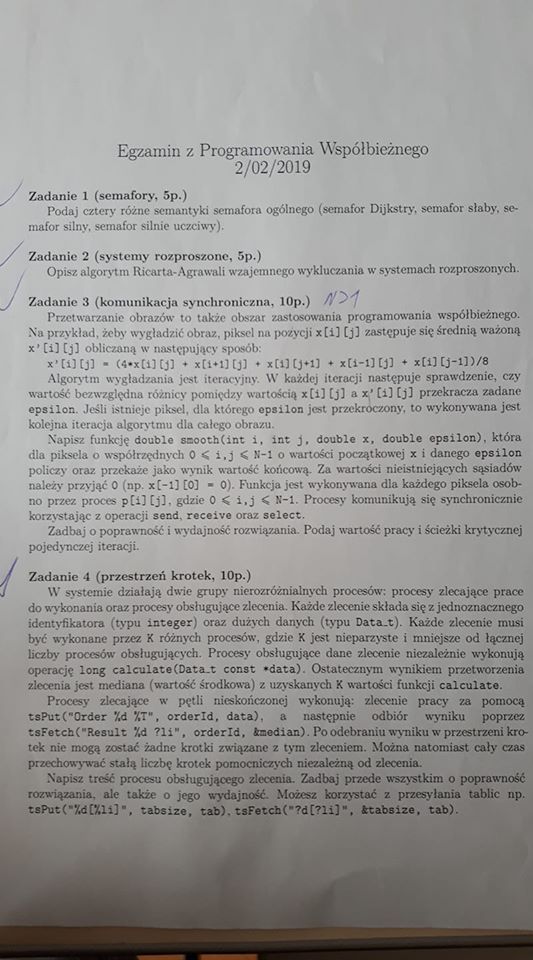 Egzamin z Programowania Współbieżnego
2/02/2019
Zadanie 1 (semafory, 5p.)
Podaj cztery różne semantyki semafora ogólnego (semafor Dijkstry, semafor słaby, se-
mafor silny, semafor silnie uczciwy).
Zadanie 2 (systemy rozproszone, 5p.)
Opisz algorytm Ricarta-Agrawali wzajemnego wykluczania w systemach rozproszonych.
Zadanie 3 (komunikacja synchroniczna, 10p.) N>1
Przetwarzanie obrazów to także obszar zastosowania programowania współbieżnego.
Na przykład, żeby wygładzić obraz, piksel na pozycji x[i][j] zastępuje się średnią ważoną
x'[i][j] obliczaną w następujący sposób:
x'[i][j] = (4*x[i][j] + x[i+1][j] + x[i][j+1] + x[i-1][j] + x[i][j-1])/8
Algorytm wygładzania jest iteracyjny. W każdej iteracji następuje sprawdzenie, czy
wartość bezwzględna różnicy pomiędzy wartością x[i][j] a x'[i][j] przekracza zadane
epsilon. Jeśli istnieje piksel, dla którego epsilon jest przekroczony, to wykonywana jest
kolejna iteracja algorytmu dla całego obrazu.
Napisz funkcję double smooth(int i, int j, double x, double epsilon), która
dla piksela o współrzędnych 0 ⩽ i,j ⩽ N-1 o wartości początkowej x i danego epsilon
policzy oraz przekaże jako wynik wartość końcową. Za wartości nieistniejących sąsiadów
należy przyjąć 0 (np. x[-1][0] = 0). Funkcja jest wykonywana dla każdego piksela osob-
no przez proces p[i][j], gdzie 0 ⩽ i,j ⩽ N-1. Procesy komunikują się synchronicznie
korzystając z operacji send, receive oraz select.
Zadbaj o poprawność i wydajność rozwiązania. Podaj wartość pracy i ścieżki krytycznej
pojedynczej iteracji.
Zadanie 4 (przestrzeń krotek, 10p.)
W systemie działają dwie grupy nierozróżnialnych procesów: procesy zlecające prace
do wykonania oraz procesy obsługujące zlecenia. Każde zlecenie składa się z jednoznacznego
identyfikatora (typu integer) oraz dużych danych (typu Data_t). Każde zlecenie musi
być wykonane przez K różnych procesów, gdzie K jest nieparzyste i mniejsze od łącznej
liczby procesów obsługujących. Procesy obsługujące dane zlecenie niezależnie wykonują
operację long calculate(Data_t const *data). Ostatecznym wynikiem przetworzenia
zlecenia jest mediana (wartość środkowa) z uzyskanych K wartości funkcji calculate.
Procesy zlecające w pętli nieskończonej wykonują: zlecenie pracy za pomocą
tsPut("Order %d %T", orderId, data), a następnie odbiór wyniku poprzez
tsFetch("Result %d ?li", orderId, &median). Po odebraniu wyniku w przestrzeni kro-
tek nie mogą zostać żadne krotki związane z tym zleceniem. Można natomiast cały czas
przechowywać stałą liczbę krotek pomocniczych niezależną od zlecenia.
Napisz treść procesu obsługującego zlecenia. Zadbaj przede wszystkim o poprawność
rozwiązania, ale także o jego wydajność. Możesz korzystać z przesyłania tablic np.
tsPut("%d[%li]", tabsize, tab), tsFetch("?d[?li]", &tabsize, tab).